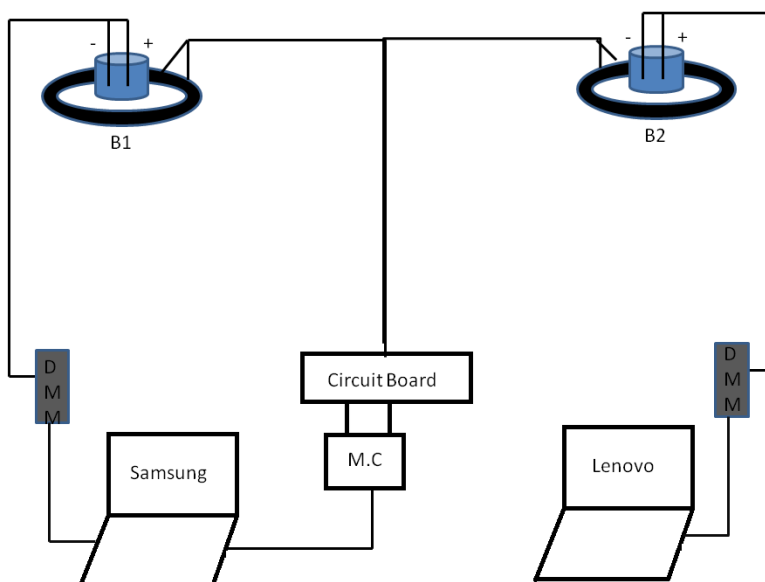 - +
B1
- +
B2
D
M
M
Circuit Board
M.C
Samsung
Lenovo
D
M
M